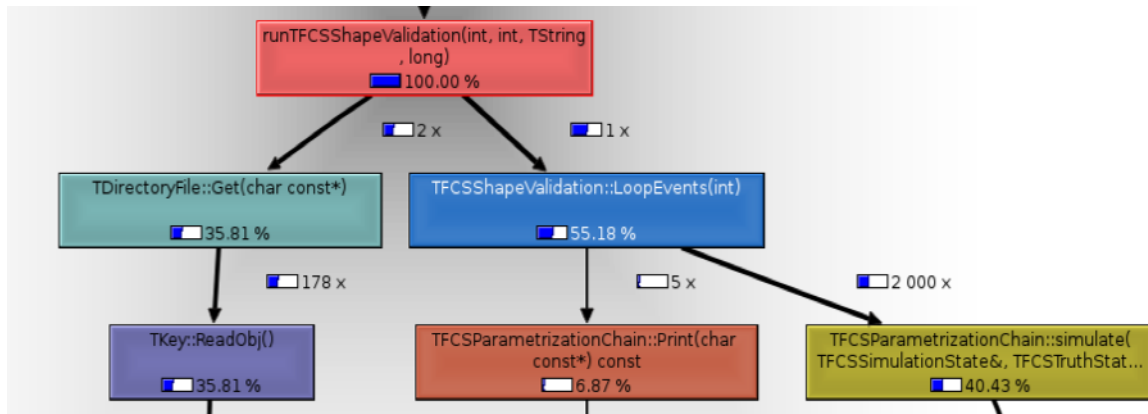 runTFCSShapeValidation(int, int, TString
, long)
100.00 %
2 x
1 x
TDirectoryFile::Get(char const*)
35.81 %
TFCSShapeValidation::LoopEvents(int)
55.18 %
178 x
5 x
2 000 x
TKey::ReadObj()
35.81 %
TFCSParametrizationChain::Print(char
const*) const
6.87 %
TFCSParametrizationChain::simulate(
TFCSSimulationState&, TFCSTruthStat...
40.43 %